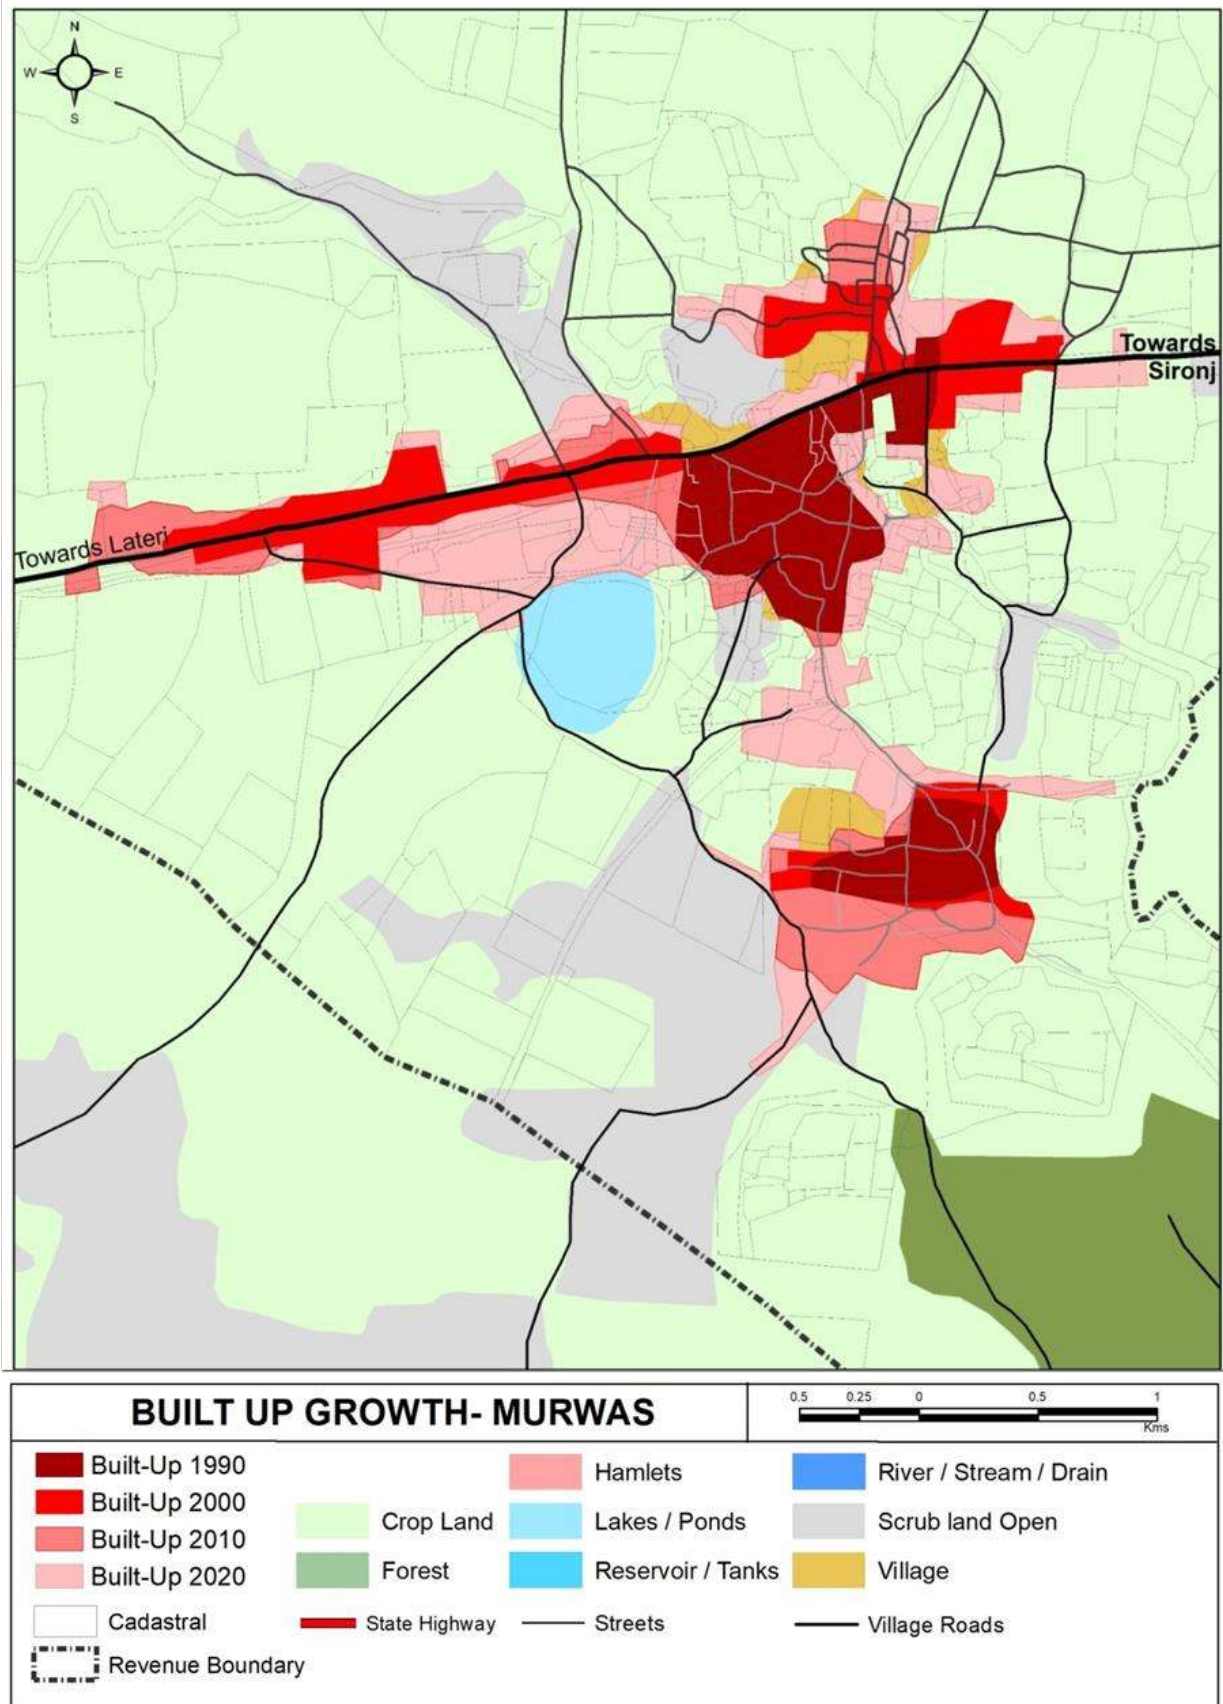 N
W E
S
Towards
Sironj
Towards Lateri
BUILT UP GROWTH- MURWAS
0.5 0.25 0 0.5 1
Kms
Built-Up 1990
Hamlets
River / Stream / Drain
Built-Up 2000
Crop Land
Lakes / Ponds
Scrub land Open
Built-Up 2010
Forest
Reservoir / Tanks
Village
Built-Up 2020
Cadastral
State Highway
Streets
Village Roads
Revenue Boundary